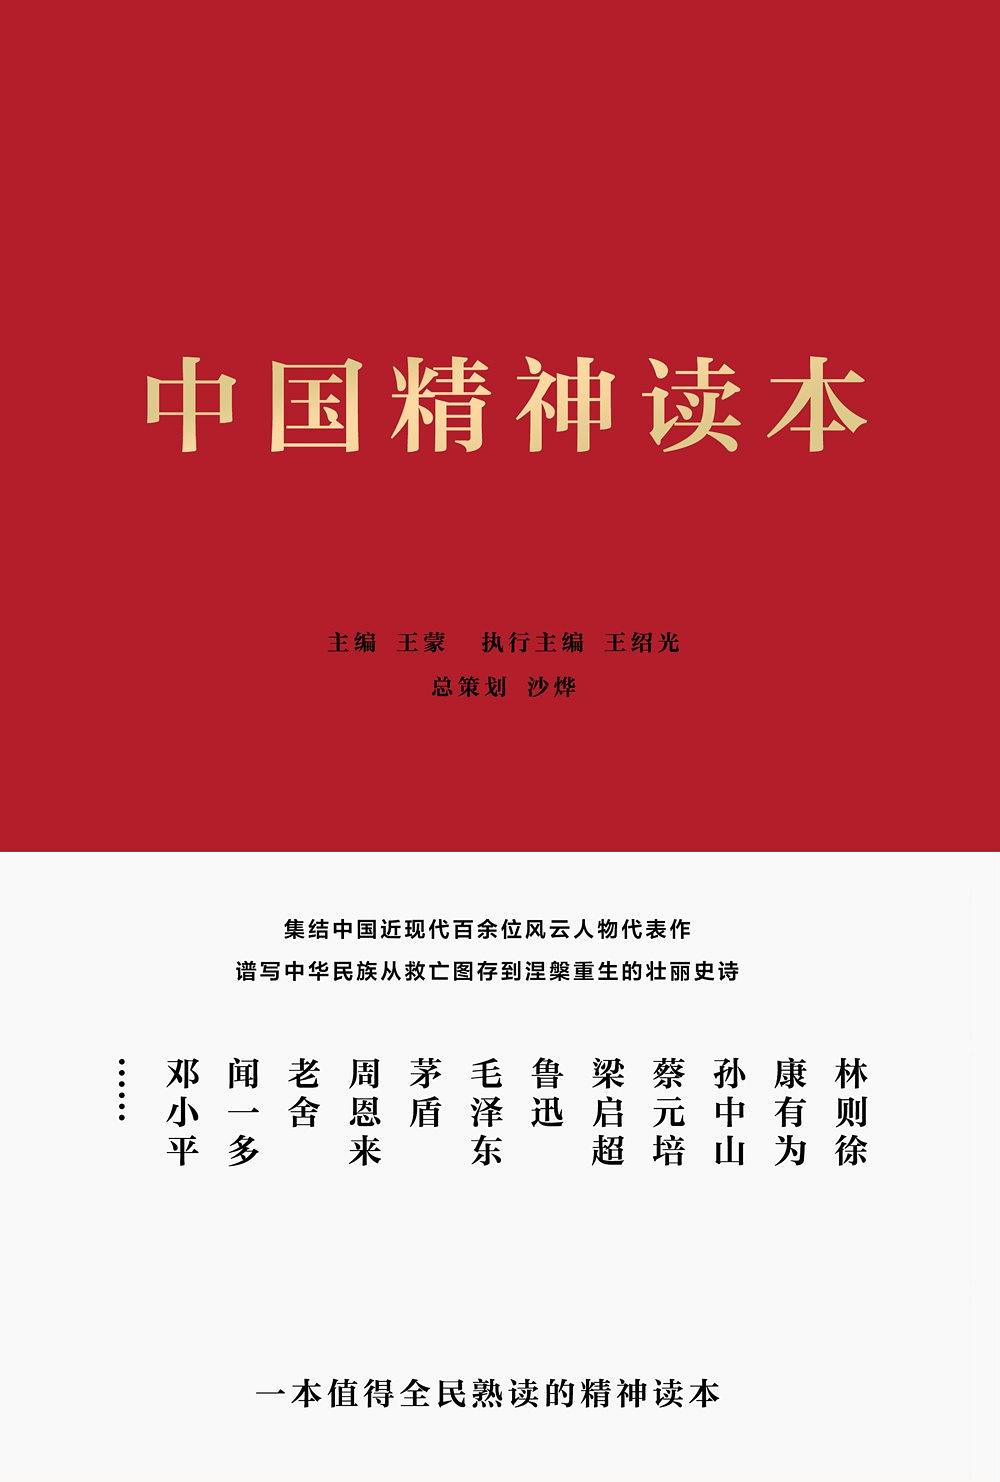 中国精神读本
主编 王蒙 执行主编 王绍光
总策划 沙烨
集结中国近现代百余位风云人物代表作
谱写中华民族从救亡图存到涅槃重生的壮丽史诗
林则徐
康有为
孙中山
蔡元培
梁启超
鲁迅
毛泽东
茅盾
周恩来
老舍
闻一多
邓小平
……
一本值得全民熟读的精神读本